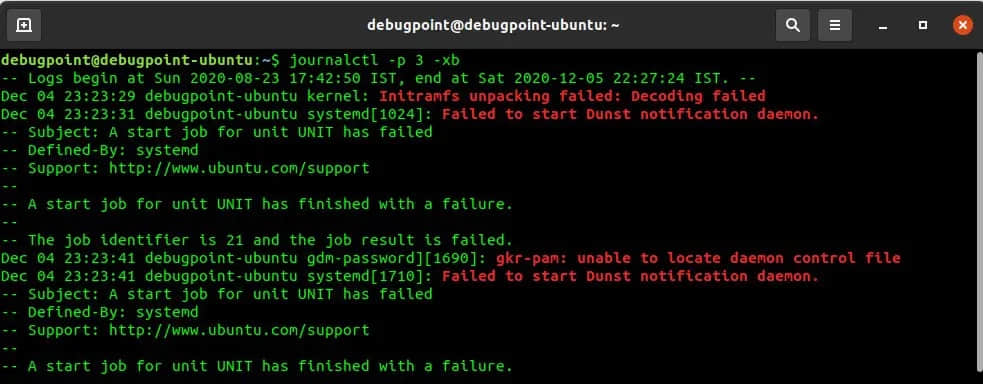 debugpoint@debugpoint-ubuntu: ~
debugpoint@debugpoint-ubuntu:~$ journalctl -p 3 -xb
-- Logs begin at Sun 2020-08-23 17:42:50 IST, end at Sat 2020-12-05 22:27:24 IST. --
Dec 04 23:23:29 debugpoint-ubuntu kernel: Initramfs unpacking failed: Decoding failed
Dec 04 23:23:31 debugpoint-ubuntu systemd[1024]: Failed to start Dunst notification daemon.
-- Subject: A start job for unit UNIT has failed
-- Defined-By: systemd
-- Support: http://www.ubuntu.com/support
--
-- A start job for unit UNIT has finished with a failure.
--
-- The job identifier is 21 and the job result is failed.
Dec 04 23:23:41 debugpoint-ubuntu gdm-password][1690]: gkr-pam: unable to locate daemon control file
Dec 04 23:23:41 debugpoint-ubuntu systemd[1710]: Failed to start Dunst notification daemon.
-- Subject: A start job for unit UNIT has failed
-- Defined-By: systemd
-- Support: http://www.ubuntu.com/support
--
-- A start job for unit UNIT has finished with a failure.